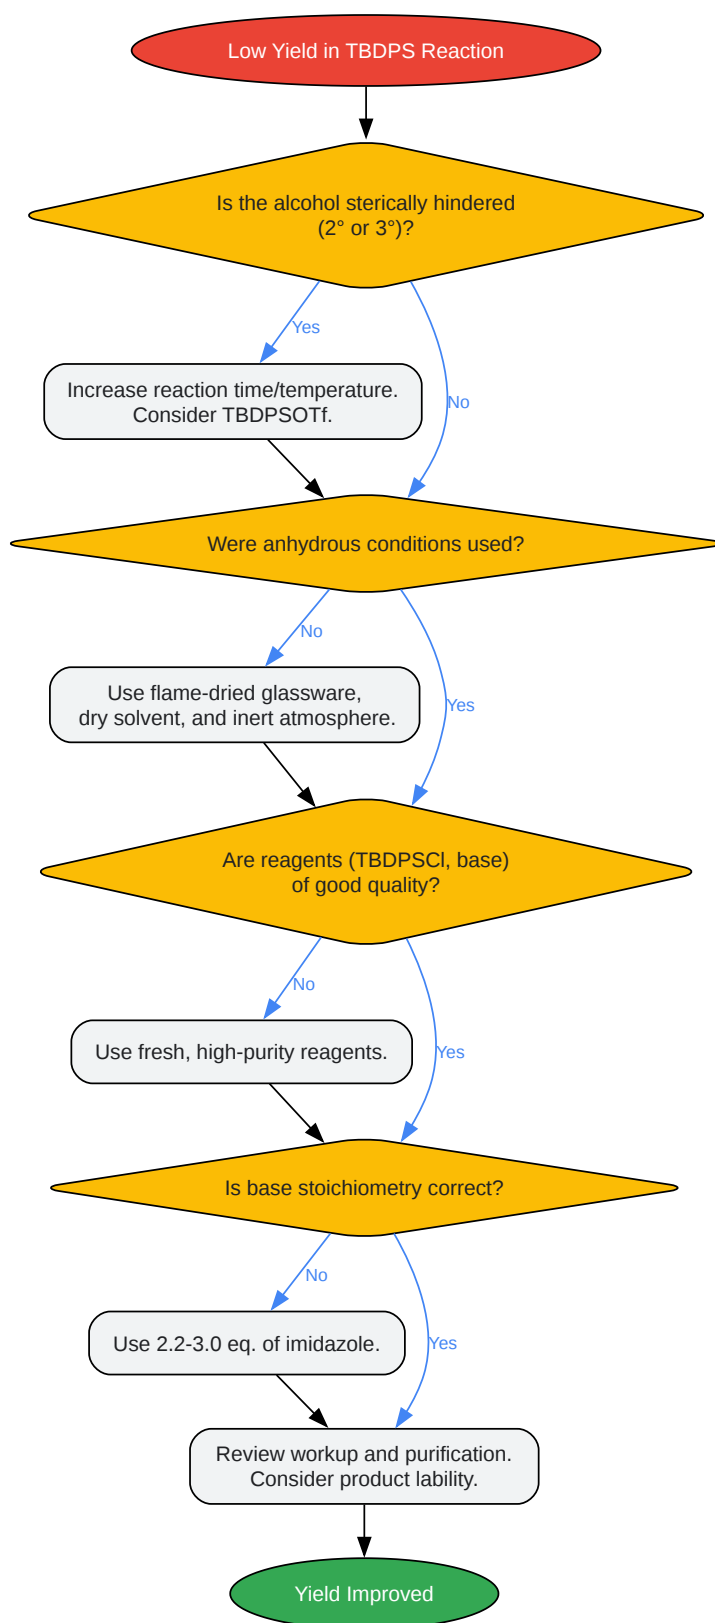 Low Yield in TBDPS Reaction
Is the alcohol sterically hindered
(2° or 3°)?
Yes
Increase reaction time/temperature.
Consider TBDPSOTf.
No
Were anhydrous conditions used?
No
Use flame-dried glassware,
dry solvent, and inert atmosphere.
Yes
Are reagents (TBDPSCl, base)
of good quality?
No
Use fresh, high-purity reagents.
Yes
Is base stoichiometry correct?
No
Use 2.2-3.0 eq. of imidazole.
Yes
Review workup and purification.
Consider product lability.
Yield Improved